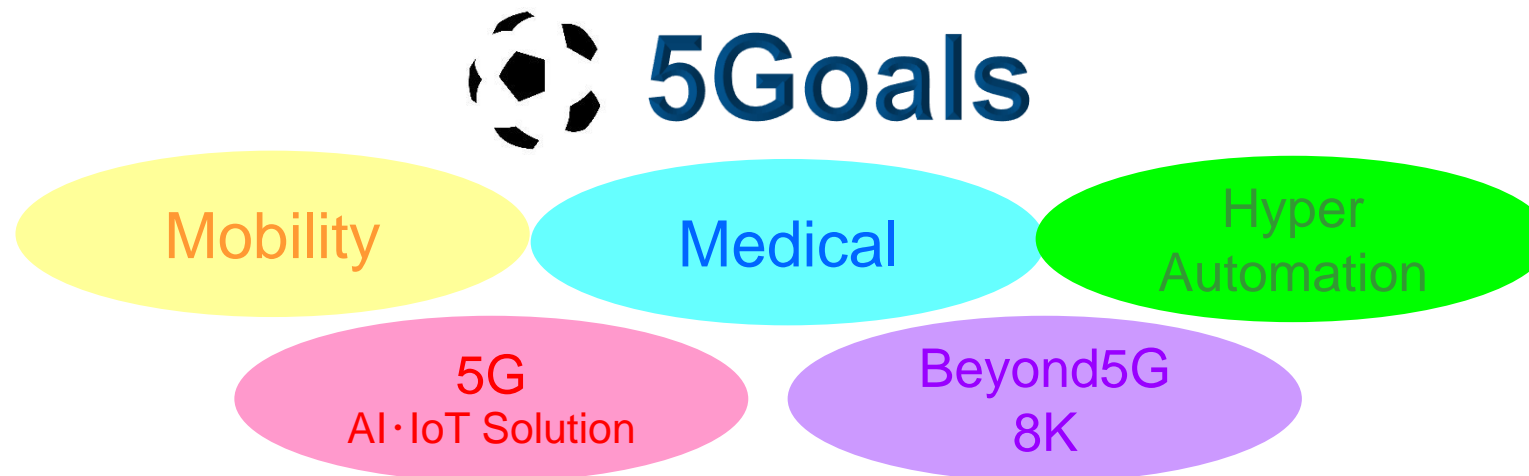 5Goals
Mobility
Medical
Hyper
Automation
5G
AI・IoT Solution
Beyond5G
8K